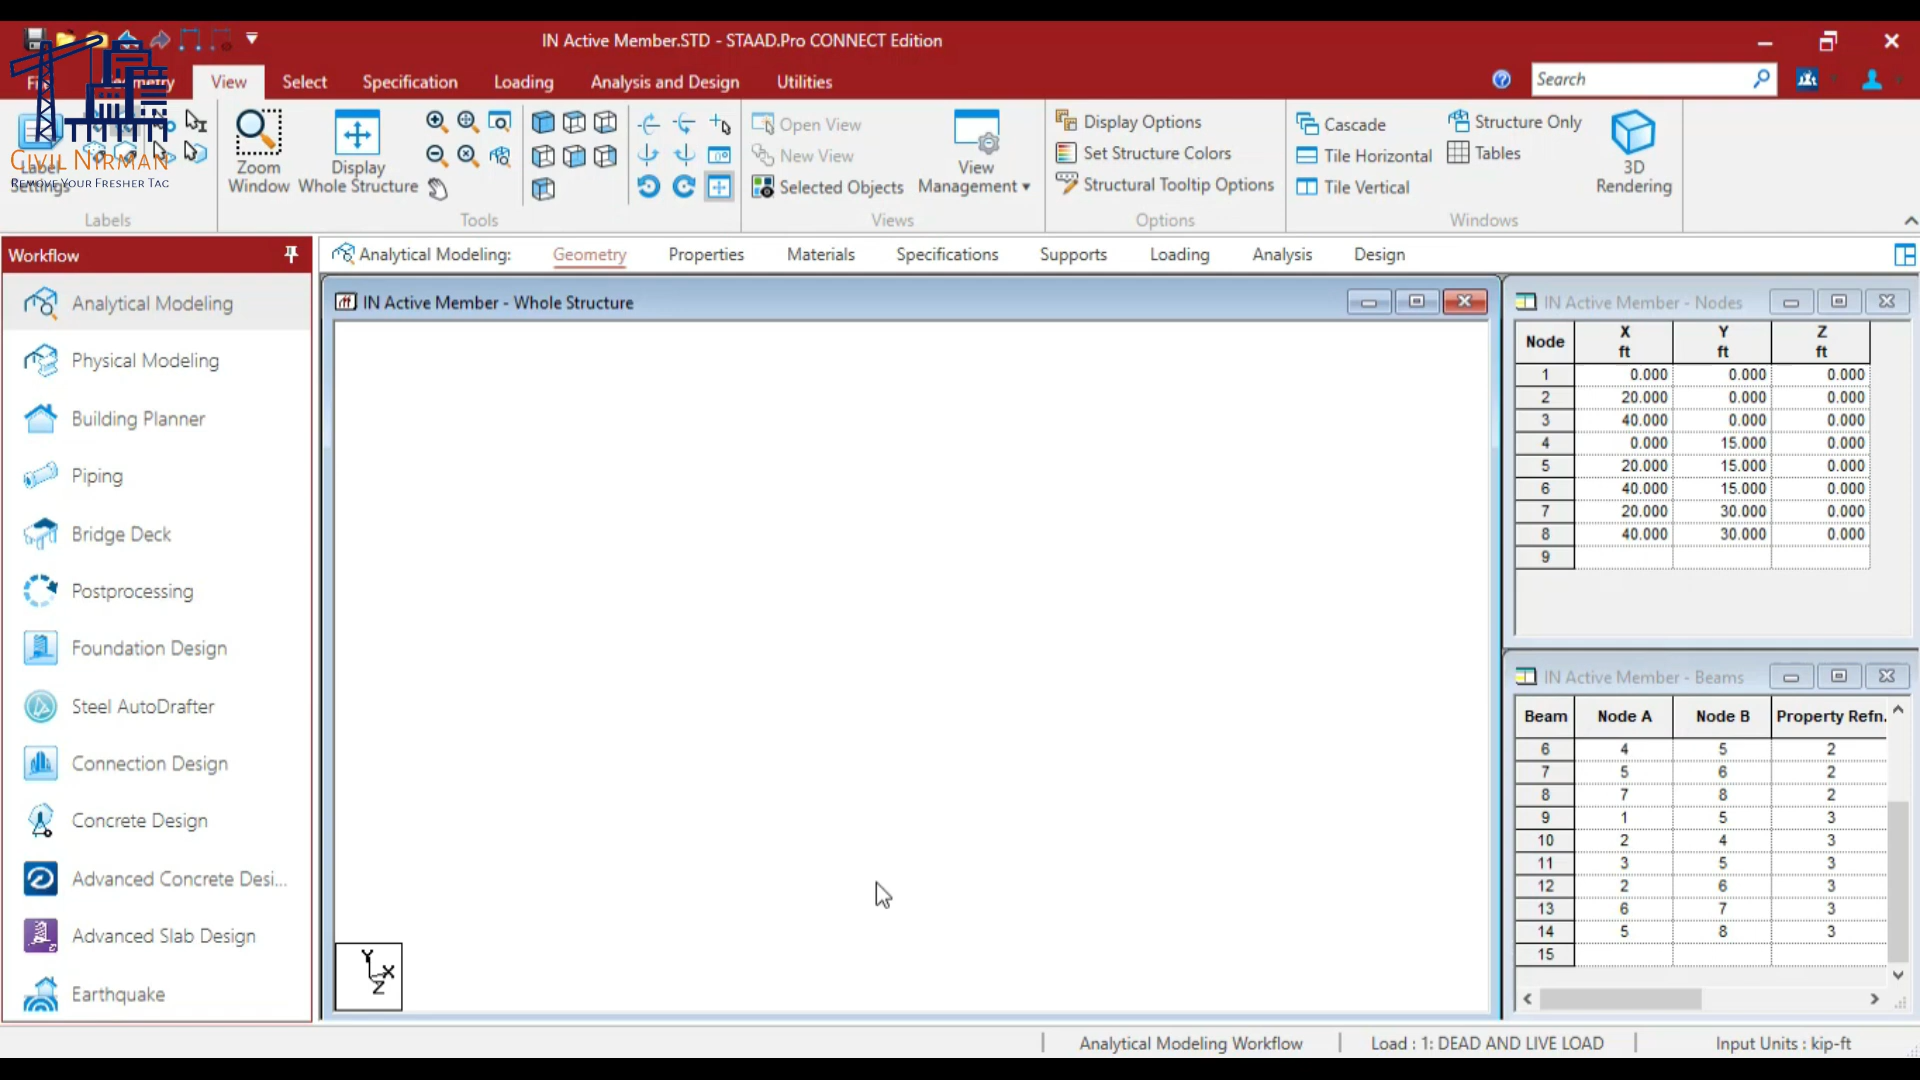 IN Active Member.STD - STAAD.Pro CONNECT Edition
View
Select
Specification
Loading
Analysis and Design
Utilities
Search
CIVIL NIRMAN
REMOVE YOUR FRESHER TAG
Label
Settings
Labels
Zoom
Window
Display
Whole Structure
Tools
Open View
New View
Selected Objects
View
Management
Views
Display Options
Set Structure Colors
Structural Tooltip Options
Options
Cascade
Tile Horizontal
Tile Vertical
Structure Only
Tables
Windows
3D
Rendering
Workflow
Analytical Modeling
Physical Modeling
Building Planner
Piping
Bridge Deck
Postprocessing
Foundation Design
Steel AutoDrafter
Connection Design
Concrete Design
Advanced Concrete Desi...
Advanced Slab Design
Earthquake
Analytical Modeling: Geometry Properties Materials Specifications Supports Loading Analysis Design
IN Active Member - Whole Structure
Y
X
Z
IN Active Member - Nodes
Node X ft Y ft Z ft
1 0.000 0.000 0.000
2 20.000 0.000 0.000
3 40.000 0.000 0.000
4 0.000 15.000 0.000
5 20.000 15.000 0.000
6 40.000 15.000 0.000
7 20.000 30.000 0.000
8 40.000 30.000 0.000
9
IN Active Member - Beams
Beam Node A Node B Property Refn.
6 4 5 2
7 5 6 2
8 7 8 2
9 1 5 3
10 2 4 3
11 3 5 3
12 2 6 3
13 6 7 3
14 5 8 3
15
Analytical Modeling Workflow
Load : 1: DEAD AND LIVE LOAD
Input Units : kip-ft